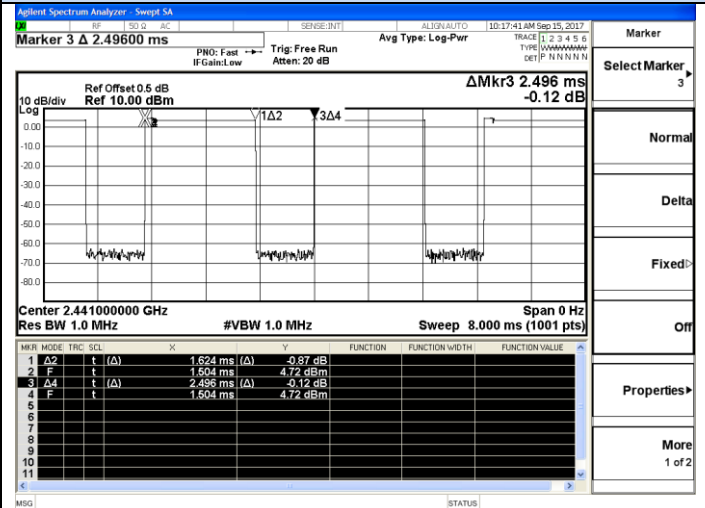 Agilent Spectrum Analyzer - Swept SA
RF 50 Ω AC SENSE:INT ALIGN AUTO 10:17:41 AM Sep 15, 2017
Marker 3 Δ 2.49600 ms
PNO: Fast Trig: Free Run
IFGain:Low Atten: 20 dB
Avg Type: Log-Pwr
TRACE 1 2 3 4 5 6
TYPE WWWWWW
DET P N N N N N
Ref Offset 0.5 dB
10 dB/div Ref 10.00 dBm
Log
ΔMkr3 2.496 ms
-0.12 dB
1Δ2 3Δ4
0.00
-10.0
-20.0
-30.0
-40.0
-50.0
-60.0
-70.0
-80.0
Center 2.441000000 GHz Span 0 Hz
Res BW 1.0 MHz #VBW 1.0 MHz Sweep 8.000 ms (1001 pts)
MKR MODE TRC SCL X Y FUNCTION FUNCTION WIDTH FUNCTION VALUE
1 Δ2 t (Δ) 1.624 ms (Δ) -0.87 dB
2 F t 1.504 ms 4.72 dBm
3 Δ4 t (Δ) 2.496 ms (Δ) -0.12 dB
4 F t 1.504 ms 4.72 dBm
5
6
7
8
9
10
11
MSG STATUS
Marker
Select Marker
3
Normal
Delta
Fixed
Off
Properties
More
1 of 2